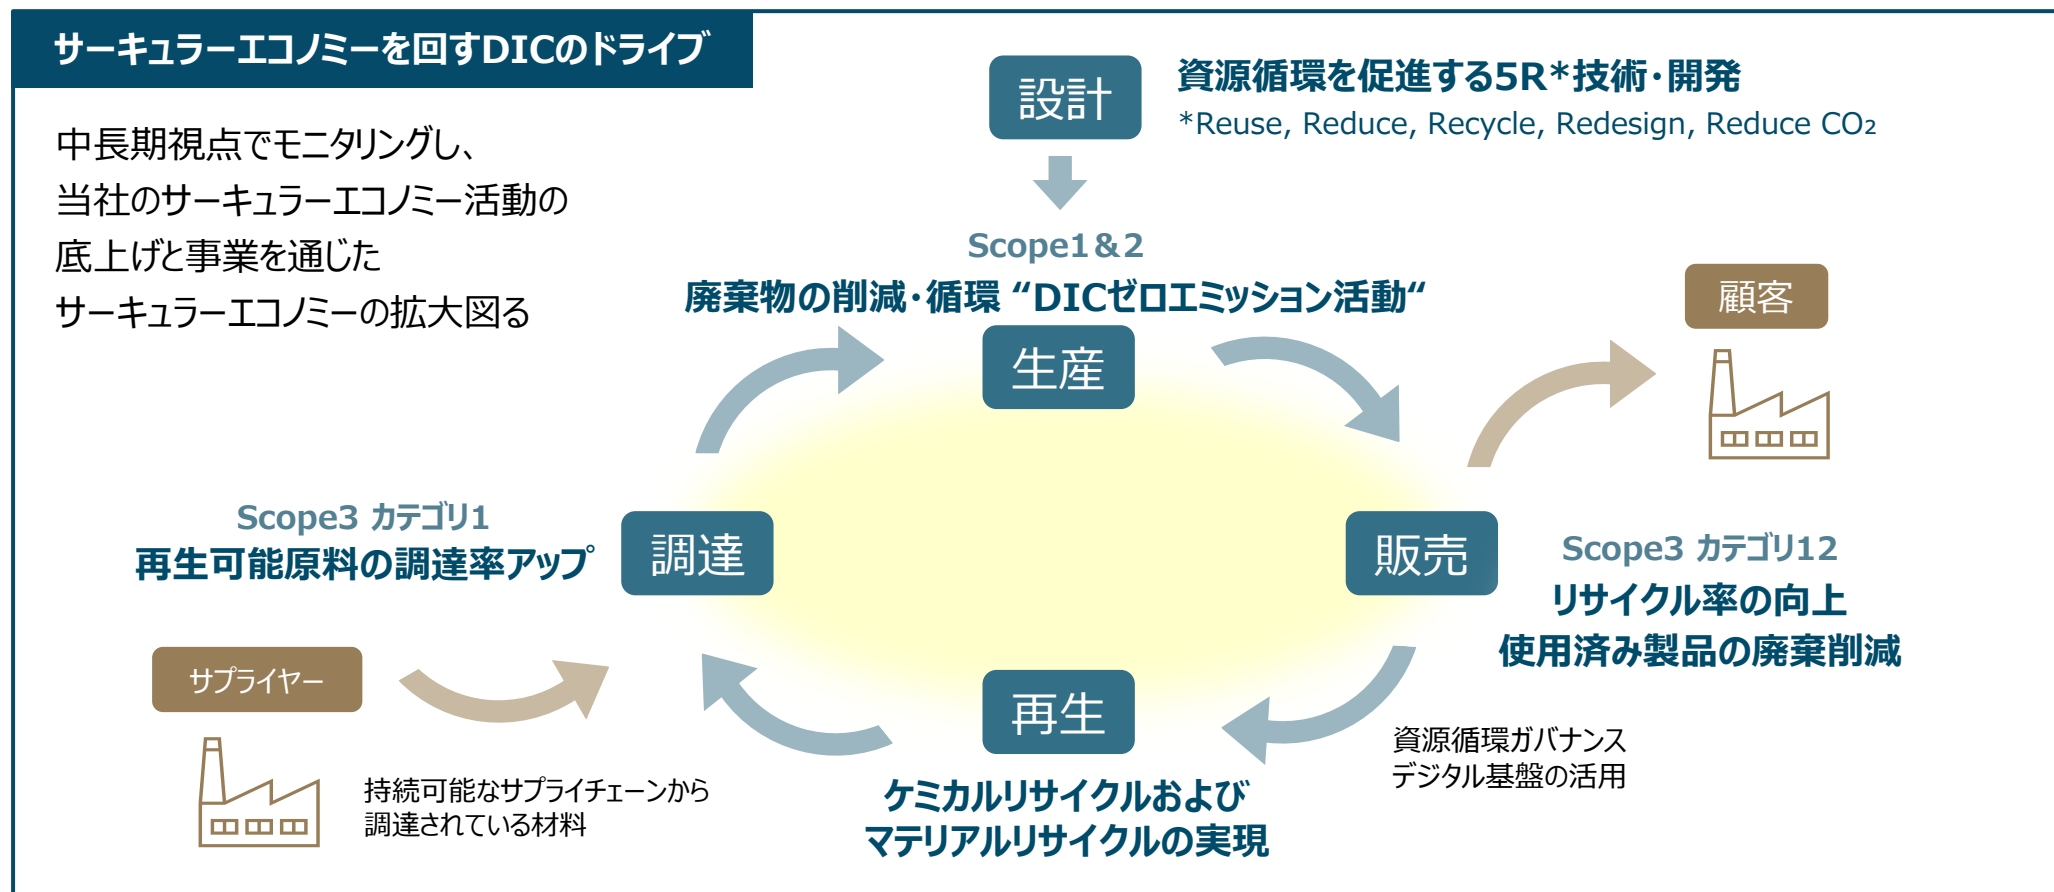 サーキュラーエコノミーを回すDICのドライブ
中長期視点でモニタリングし、
当社のサーキュラーエコノミー活動の
底上げと事業を通じた
サーキュラーエコノミーの拡大図る
設計
資源循環を促進する5R*技術・開発
*Reuse, Reduce, Recycle, Redesign, Reduce CO₂
Scope1&2
廃棄物の削減・循環 “DICゼロエミッション活動“
生産
顧客
Scope3 カテゴリ1
再生可能原料の調達率アップ
調達
販売
Scope3 カテゴリ12
リサイクル率の向上
使用済み製品の廃棄削減
サプライヤー
持続可能なサプライチェーンから
調達されている材料
再生
ケミカルリサイクルおよび
マテリアルリサイクルの実現
資源循環ガバナンス
デジタル基盤の活用